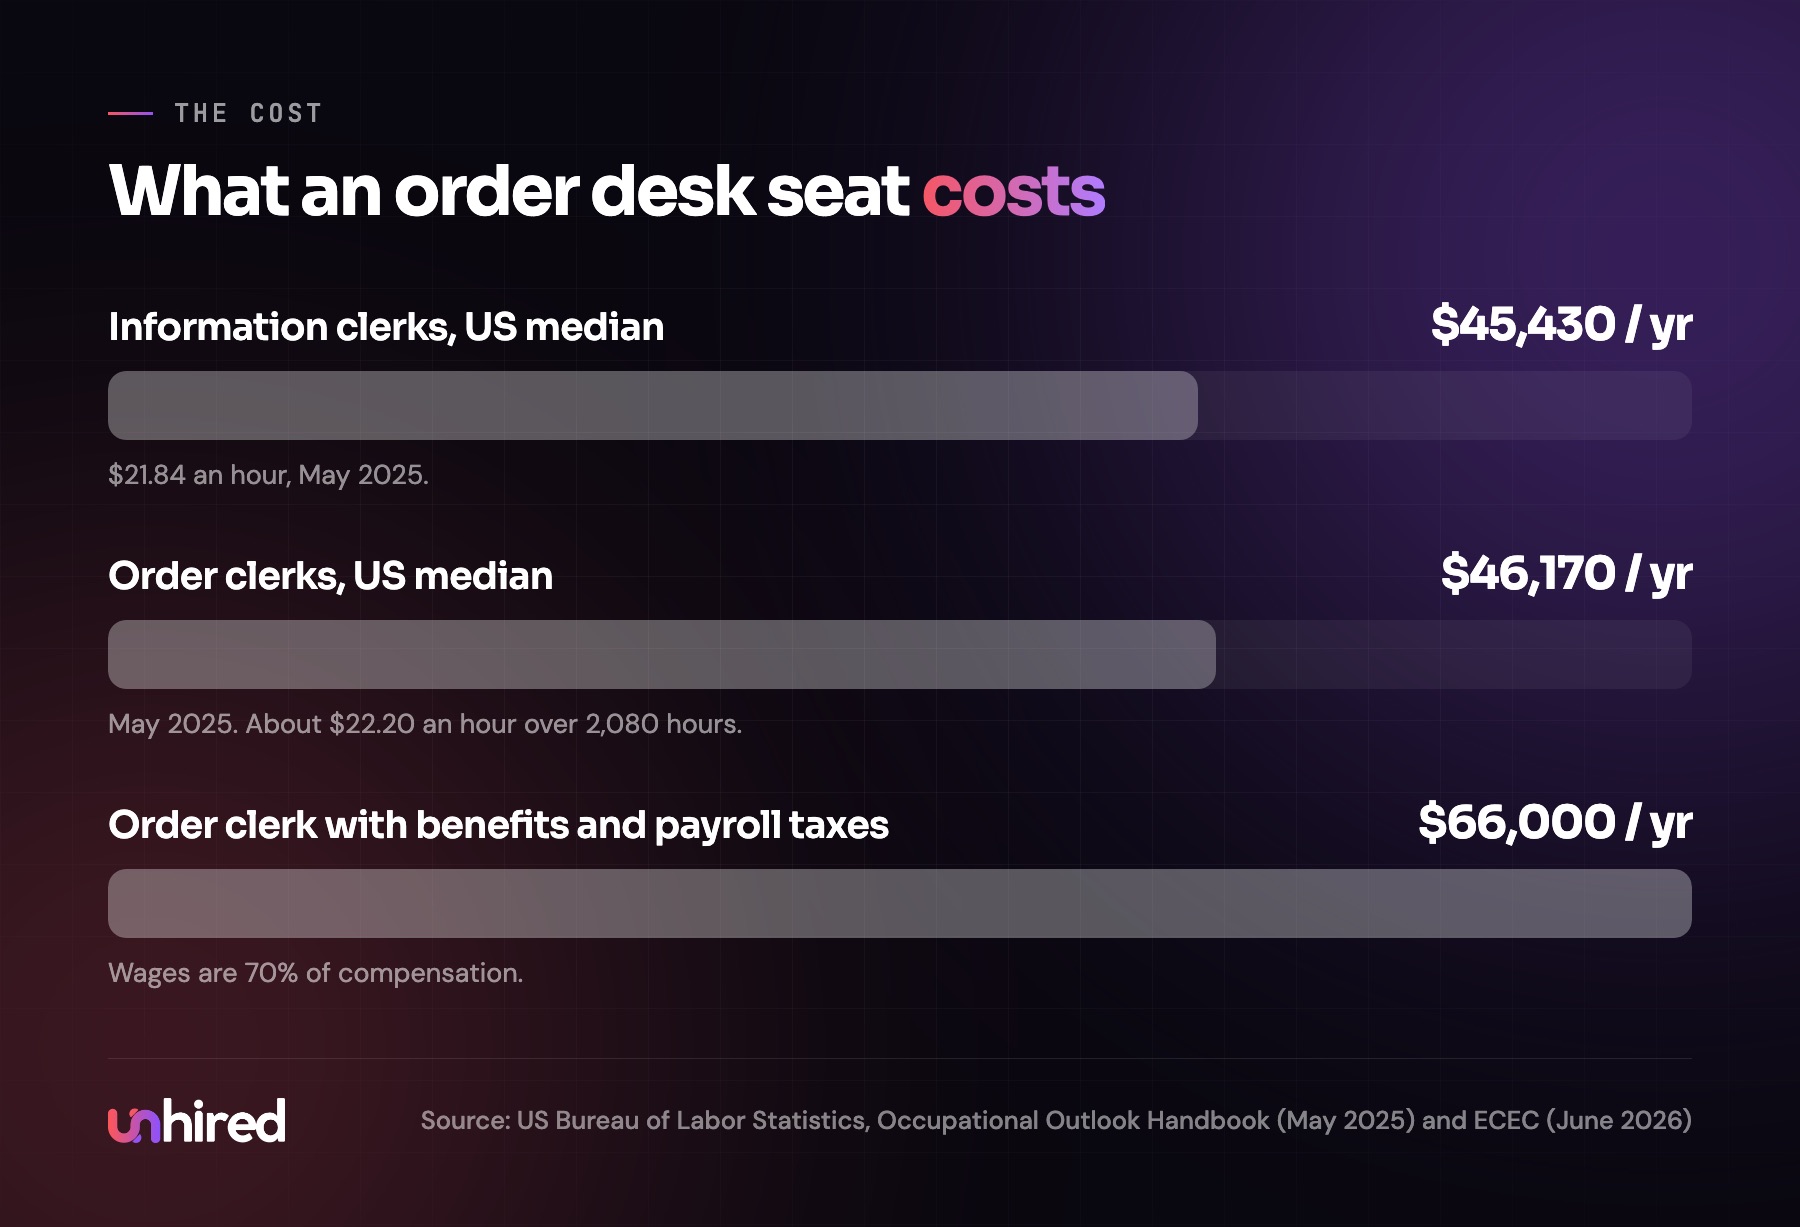 THE COST
What an order desk seat costs
Information clerks, US median
$45,430 / yr
$21.84 an hour, May 2025.
Order clerks, US median
$46,170 / yr
May 2025. About $22.20 an hour over 2,080 hours.
Order clerk with benefits and payroll taxes
$66,000 / yr
Wages are 70% of compensation.
unhired
Source: US Bureau of Labor Statistics, Occupational Outlook Handbook (May 2025) and ECEC (June 2026)